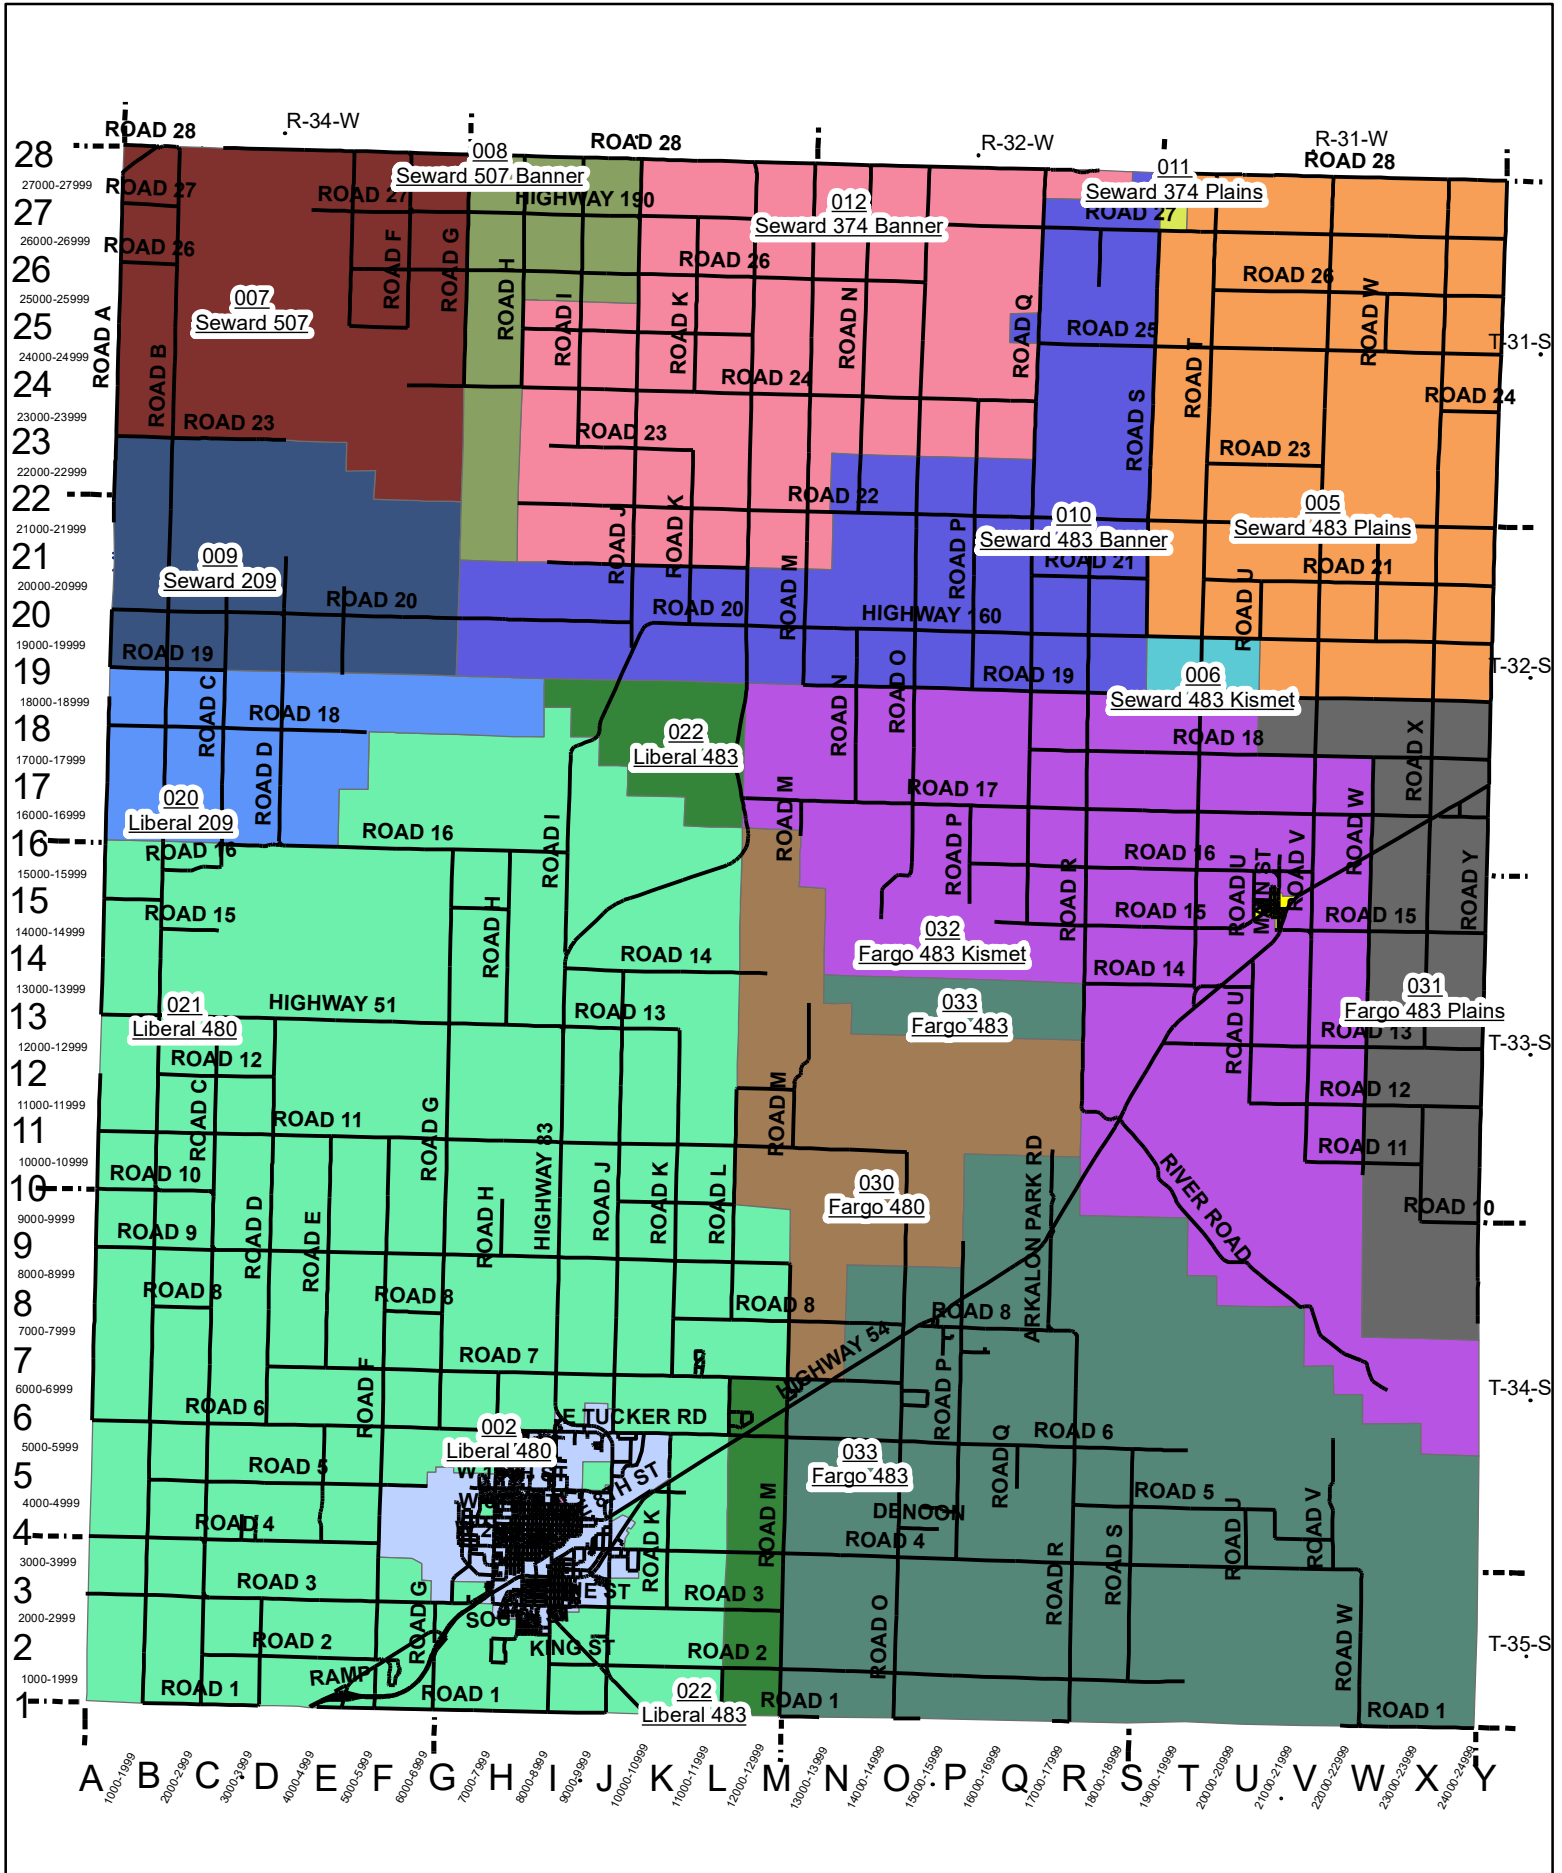 R-34-W
R-32-W
R-31-W
ROAD 28
ROAD 28
ROAD 28
28
008
Seward 507 Banner
011
Seward 374 Plains
27000-27999
ROAD 27
ROAD 27
HIGHWAY 190
012
Seward 374 Banner
ROAD 27
27
26000-26999
ROAD 26
ROAD F
ROAD G
ROAD H
ROAD 26
ROAD 26
26
25000-25999
007
Seward 507
ROAD A
ROAD B
ROAD I
ROAD K
ROAD N
ROAD Q
ROAD 25
ROAD T
ROAD W
T-31-S
25
24000-24999
ROAD 24
ROAD 24
24
23000-23999
ROAD 23
ROAD 23
ROAD S
ROAD 23
23
22000-22999
ROAD 22
22
010
Seward 483 Banner
005
Seward 483 Plains
21000-21999
ROAD J
ROAD K
ROAD M
ROAD P
ROAD 21
ROAD 21
21
009
Seward 209
20000-20999
ROAD 20
ROAD 20
HIGHWAY 160
ROAD U
20
19000-19999
ROAD 19
ROAD 19
T-32-S
19
006
Seward 483 Kismet
18000-18999
ROAD C
ROAD 18
ROAD N
ROAD O
ROAD 18
ROAD X
18
022
Liberal 483
17000-17999
ROAD D
ROAD M
ROAD 17
ROAD W
17
020
Liberal 209
16000-16999
ROAD 16
ROAD I
ROAD P
ROAD 16
16
ROAD 16
ROAD R
ROAD U
MAIN ST
ROAD V
ROAD Y
15000-15999
ROAD 15
ROAD H
ROAD 15
ROAD 15
15
14000-14999
032
Fargo 483 Kismet
ROAD 14
ROAD 14
14
13000-13999
021
Liberal 480
HIGHWAY 51
ROAD 13
033
Fargo 483
ROAD U
031
Fargo 483 Plains
ROAD 13
T-33-S
13
12000-12999
ROAD 12
ROAD C
ROAD M
ROAD 12
12
11000-11999
ROAD 11
ROAD G
HIGHWAY 83
ROAD 11
11
10000-10999
ROAD 10
ROAD J
ROAD K
ROAD L
030
Fargo 480
ARKALON PARK RD
RIVER ROAD
ROAD 10
10
9000-9999
ROAD 9
ROAD D
ROAD E
ROAD H
9
8000-8999
ROAD 8
ROAD 8
ROAD 8
ROAD 8
8
7000-7999
ROAD 7
HIGHWAY 54
ROAD P
7
6000-6999
ROAD 6
ROAD F
E TUCKER RD
ROAD 6
T-34-S
6
002
Liberal 480
033
Fargo 483
5000-5999
ROAD 5
E 8TH ST
ROAD M
ROAD Q
ROAD 5
5
4000-4999
ROAD 4
ROAD K
DENOON
ROAD 4
ROAD R
ROAD S
ROAD U
ROAD V
4
3000-3999
ROAD 3
ROAD G
ROAD 3
3
2000-2999
ROAD 2
KING ST
ROAD 2
ROAD O
ROAD W
T-35-S
2
1000-1999
ROAD 1
RAMP
ROAD 1
022
Liberal 483
ROAD 1
ROAD 1
1
A B C D E F G H I J K L M N O P Q R S T U V W X Y
1000-1999 2000-2999 3000-3999 4000-4999 5000-5999 6000-6999 7000-7999 8000-8999 9000-9999 10000-10999 11000-11999 12000-12999 13000-13999 14000-14999 15000-15999 16000-16999 17000-17999 18000-18999 19000-19999 20000-20999 21000-21999 22000-22999 23000-23999 24000-24999